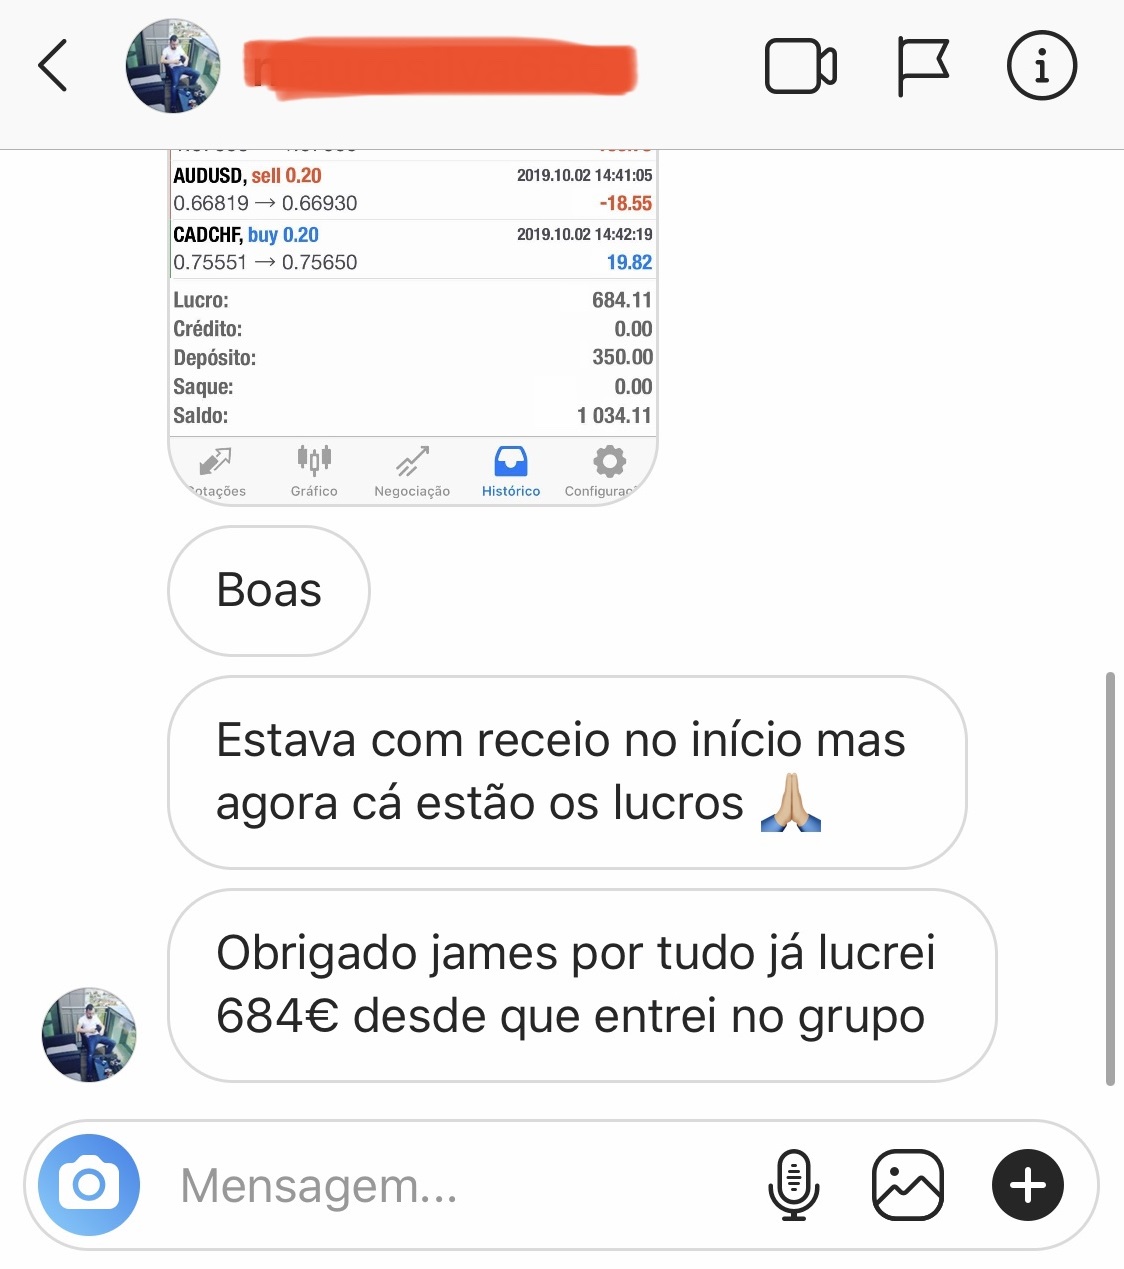 AUDUSD, sell 0.20 2019.10.02 14:41:05
0.66819 → 0.66930 -18.55
CADCHF, buy 0.20 2019.10.02 14:42:19
0.75551 → 0.75650 19.82
Lucro: 684.11
Crédito: 0.00
Depósito: 350.00
Saque: 0.00
Saldo: 1 034.11
otações Gráfico Negociação Histórico Configuraç
Boas
Estava com receio no início mas
agora cá estão os lucros 🙏🏼
Obrigado james por tudo já lucrei
684€ desde que entrei no grupo
Mensagem...